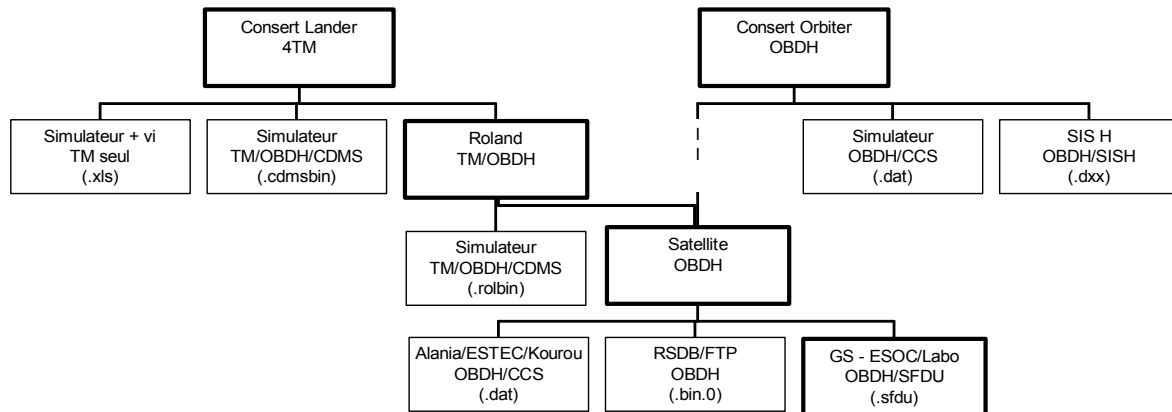 Consert Lander
4TM
Consert Orbiter
OBDH
Simulateur + vi
TM seul
(.xls)
Simulateur
TM/OBDH/CDMS
(.cdmsbin)
Roland
TM/OBDH
Simulateur
OBDH/CCS
(.dat)
SIS H
OBDH/SISH
(.dxx)
Simulateur
TM/OBDH/CDMS
(.rolbin)
Satellite
OBDH
Alania/ESTEC/Kourou
OBDH/CCS
(.dat)
RSDB/FTP
OBDH
(.bin.0)
GS - ESOC/Labo
OBDH/SFDU
(.sfdu)